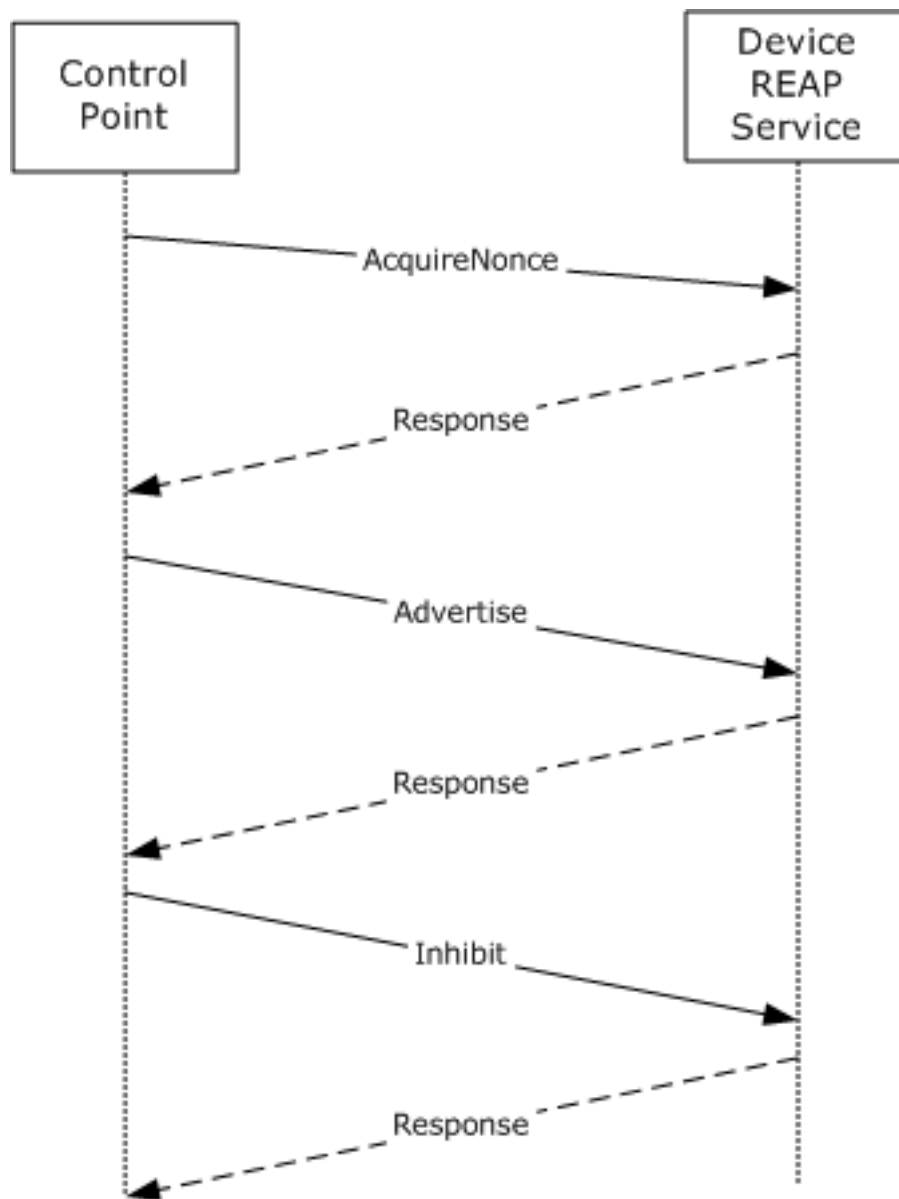 Control
Point
Device
REAP
Service
AcquireNonce
Response
Advertise
Response
Inhibit
Response